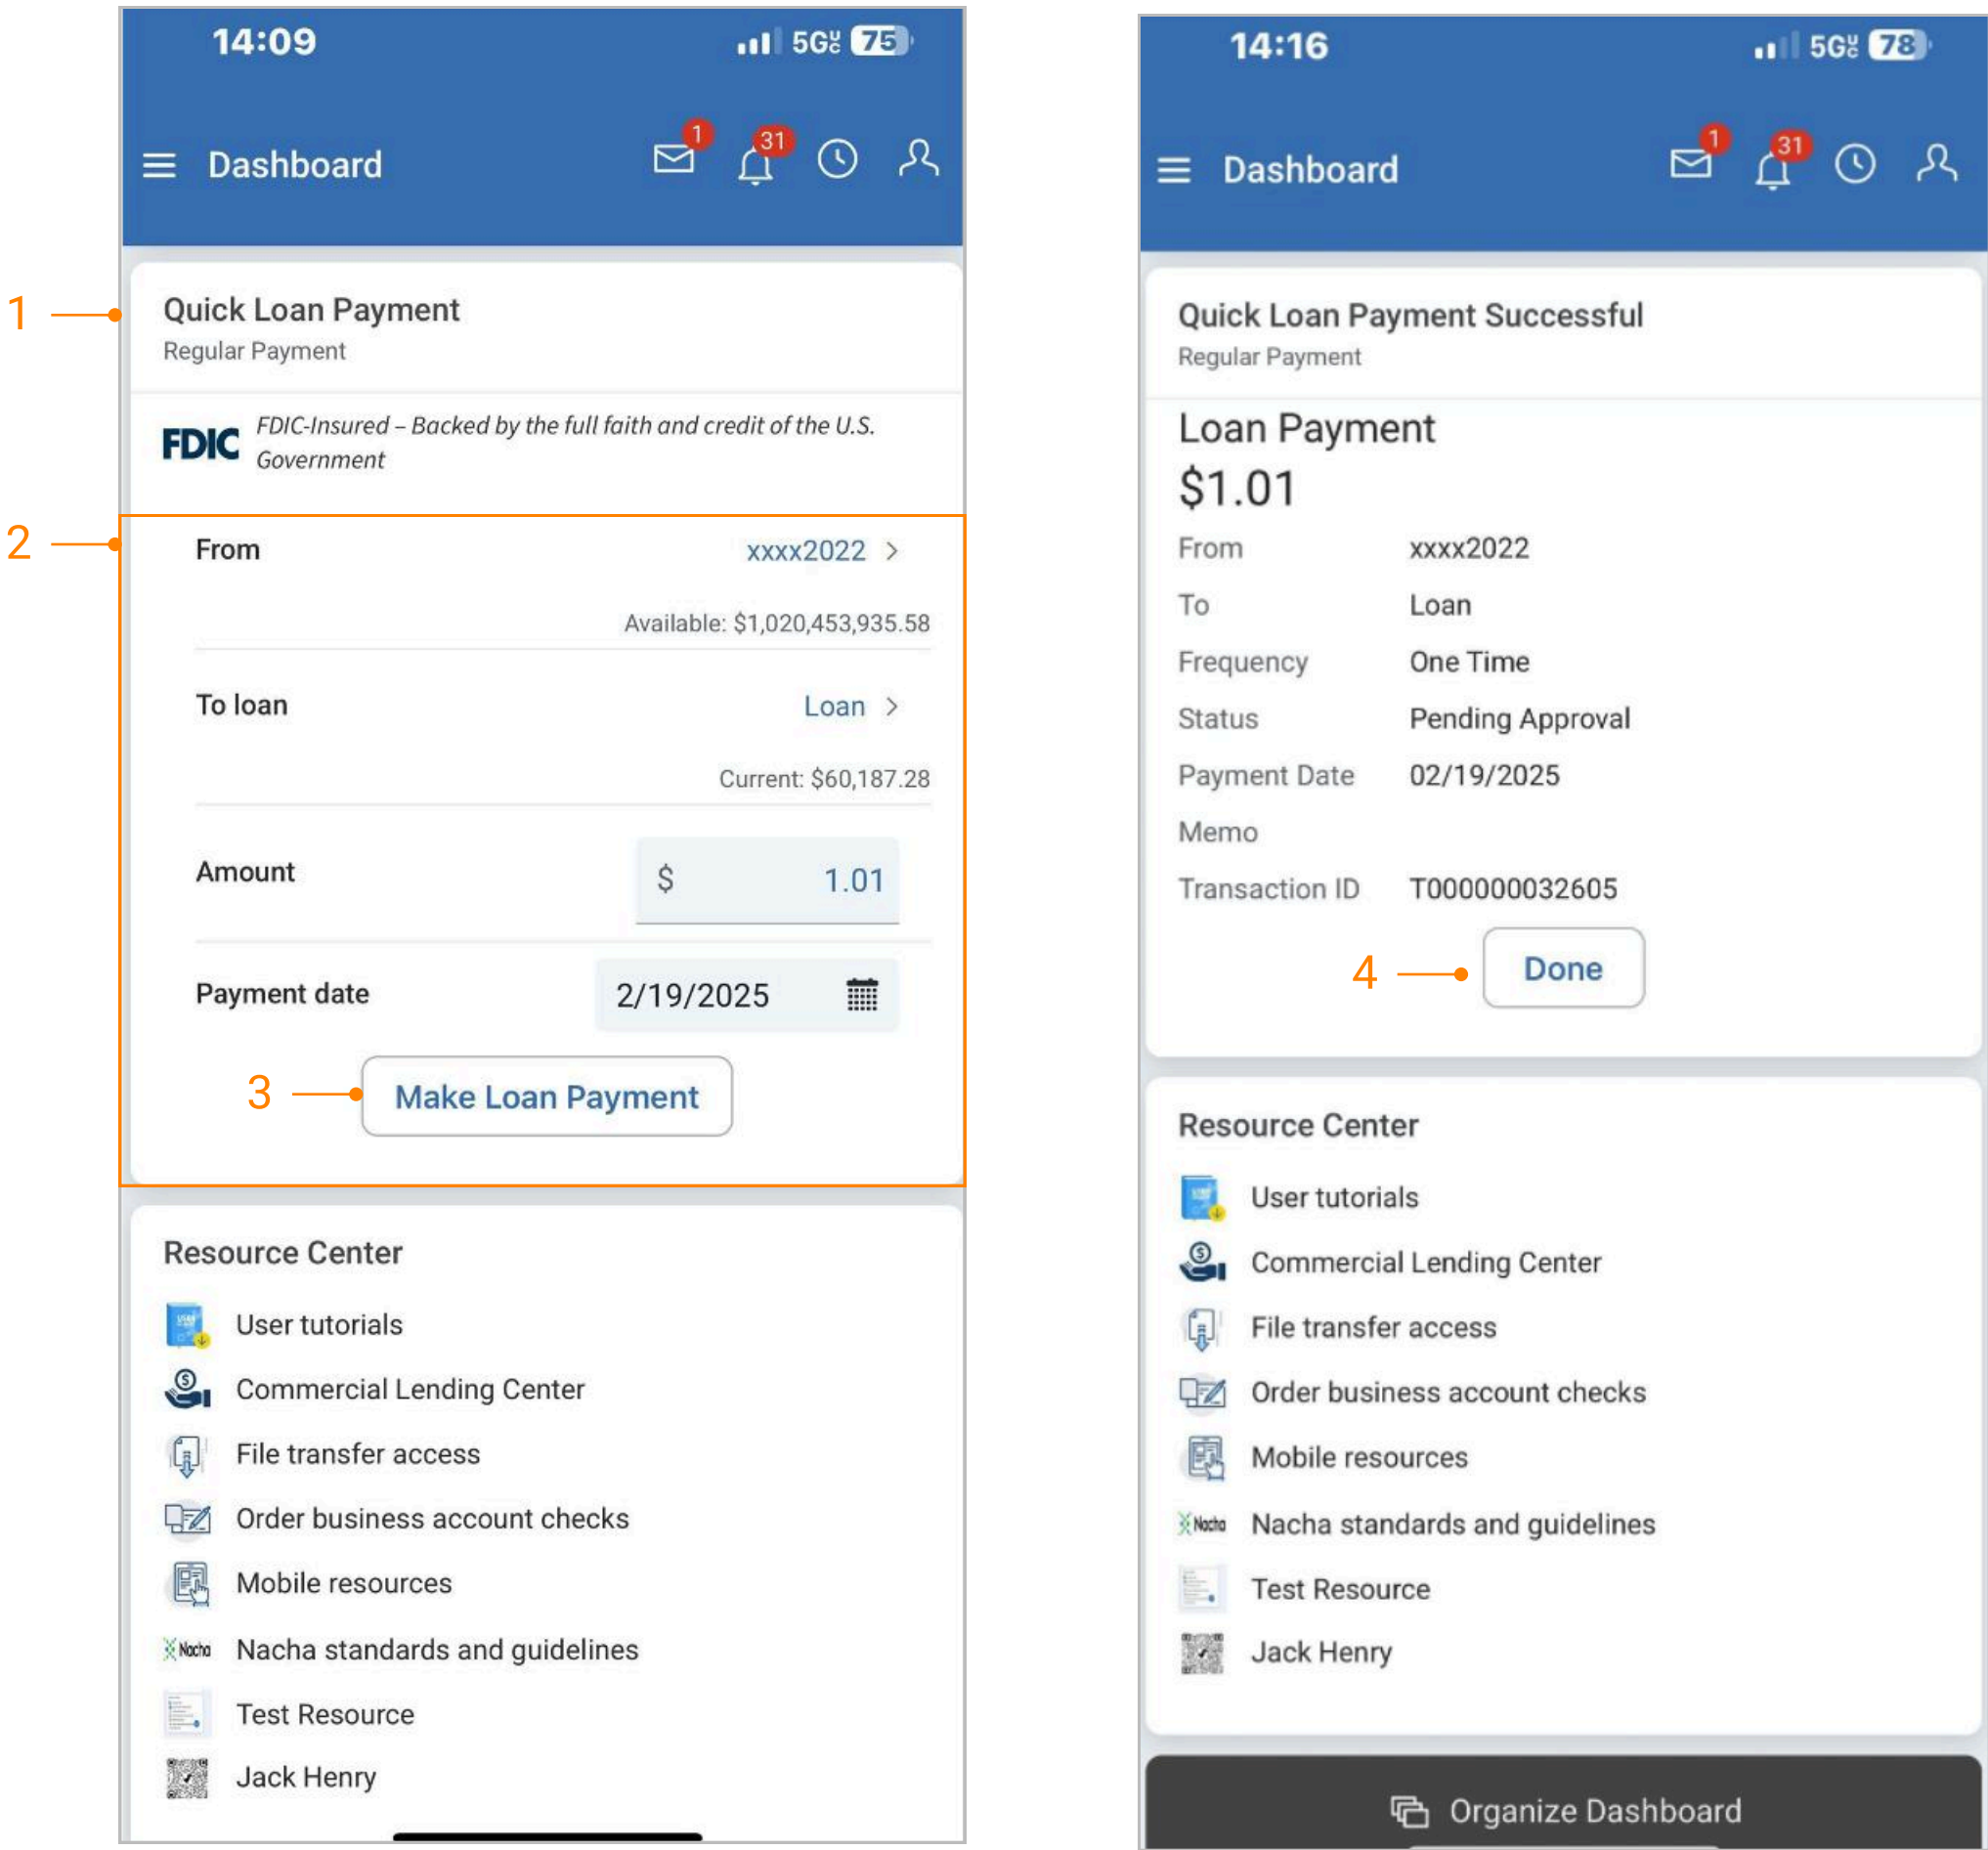 14:09
5G UC 75
Dashboard
1
31
1
Quick Loan Payment
Regular Payment
FDIC
FDIC-Insured – Backed by the full faith and credit of the U.S.
Government
2
From
xxxx2022 >
Available: $1,020,453,935.58
To loan
Loan >
Current: $60,187.28
Amount
$ 1.01
Payment date
2/19/2025
3
Make Loan Payment
Resource Center
User tutorials
Commercial Lending Center
File transfer access
Order business account checks
Mobile resources
Nacha
Nacha standards and guidelines
Test Resource
Jack Henry
14:16
5G UC 78
Dashboard
1
31
Quick Loan Payment Successful
Regular Payment
Loan Payment
$1.01
From xxxx2022
To Loan
Frequency One Time
Status Pending Approval
Payment Date 02/19/2025
Memo
Transaction ID T000000032605
4
Done
Resource Center
User tutorials
Commercial Lending Center
File transfer access
Order business account checks
Mobile resources
Nacha
Nacha standards and guidelines
Test Resource
Jack Henry
Organize Dashboard